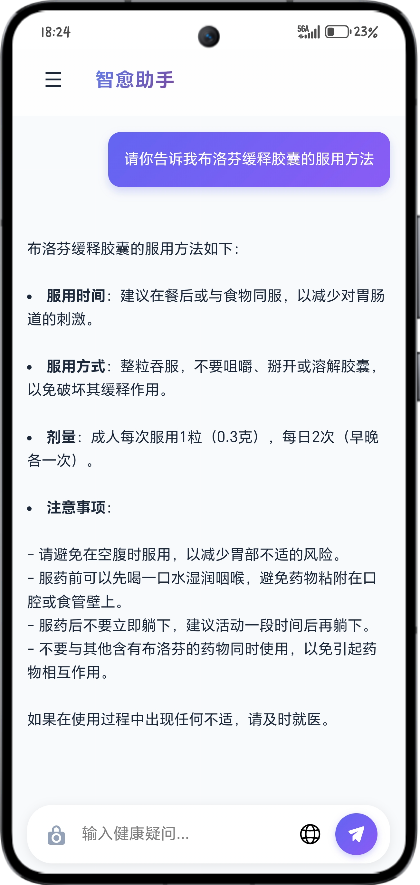 18:24
56A
23%
智愈助手
请你告诉我布洛芬缓释胶囊的服用方法
布洛芬缓释胶囊的服用方法如下：
• 服用时间：建议在餐后或与食物同服，以减少对胃肠
道的刺激。
• 服用方式：整粒吞服，不要咀嚼、掰开或溶解胶囊，
以免破坏其缓释作用。
• 剂量：成人每次服用1粒（0.3克），每日2次（早晚
各一次）。
• 注意事项：
- 请避免在空腹时服用，以减少胃部不适的风险。
- 服药前可以先喝一口水湿润咽喉，避免药物粘附在口
腔或食管壁上。
- 服药后不要立即躺下，建议活动一段时间后再躺下。
- 不要与其他含有布洛芬的药物同时使用，以免引起药
物相互作用。
如果在使用过程中出现任何不适，请及时就医。
输入健康疑问...